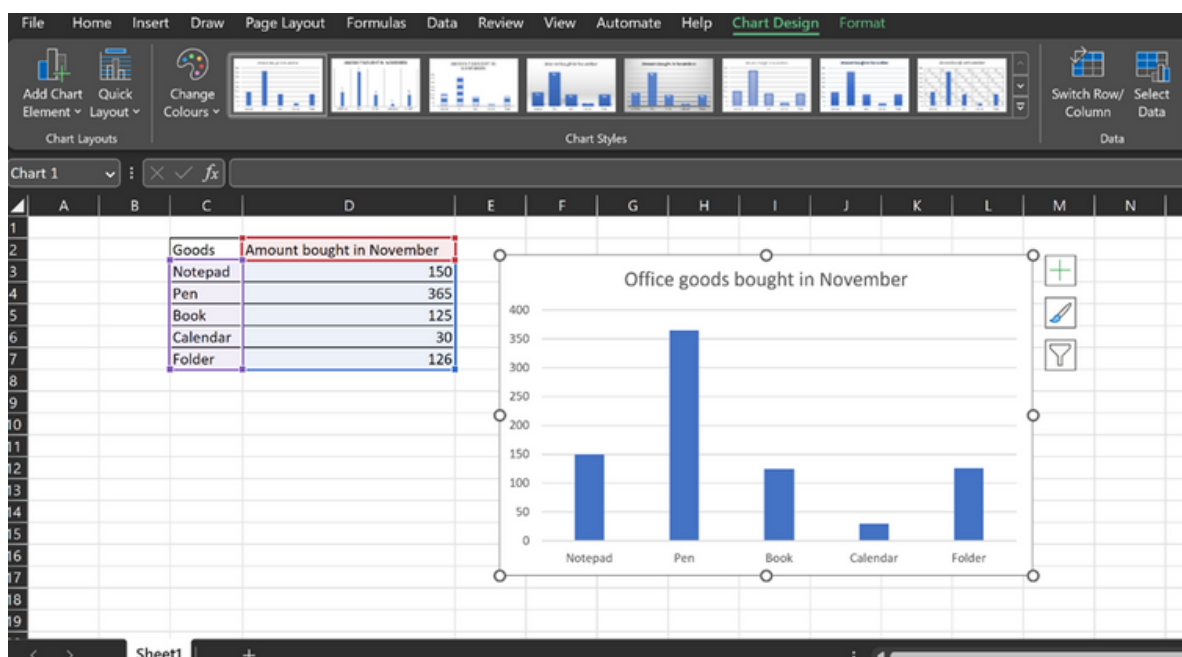 File Home Insert Draw Page Layout Formulas Data Review View Automate Help Chart Design Format
Add Chart Element Quick Layout Change Colours Switch Row/ Column Select Data
Chart Layouts Chart Styles Data
Chart 1 fx
A B C D E F G H I J K L M N
1
2 Goods Amount bought in November
3 Notepad 150
4 Pen 365
5 Book 125
6 Calendar 30
7 Folder 126
8
9
10
11
12
13
14
15
16
17
18
19
Office goods bought in November
400
350
300
250
200
150
100
50
0
Notepad Pen Book Calendar Folder
Sheet1